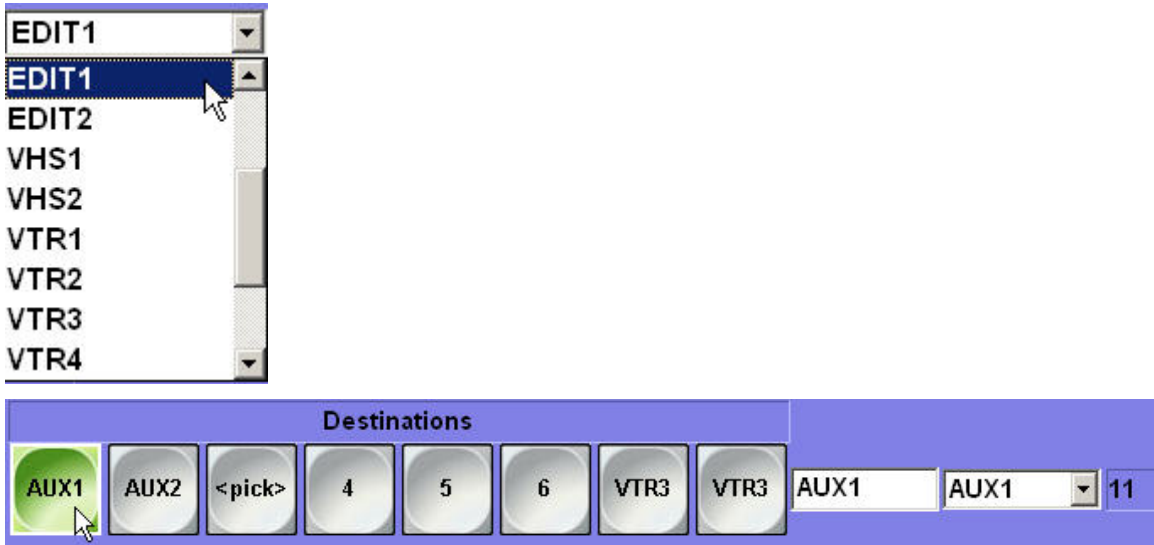 EDIT1
EDIT1
EDIT2
VHS1
VHS2
VTR1
VTR2
VTR3
VTR4
Destinations
AUX1 AUX2 <pick> 4 5 6 VTR3 VTR3 AUX1 AUX1 11